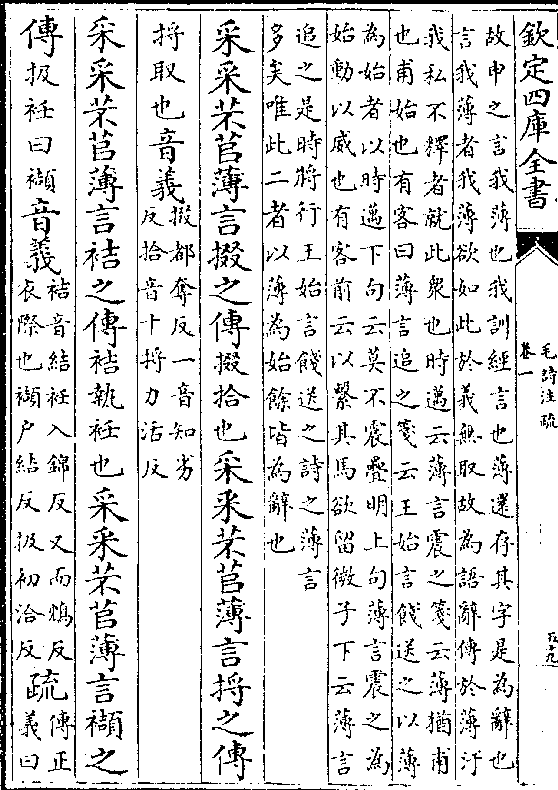 欽定四庫全書
毛詩注疏
卷一
五十九
故申之言我薄也我訓經言也薄還存其字是為辭也
言我薄者我薄欲如此於義無取故為語辭傳於薄汙
我私不釋者就此衆也時邁云薄言震之箋云薄猶甫
也甫始也有客曰薄言追之箋云王始言餞送之以薄
為始者以時邁下句云莫不震疊明上句薄言震之為
始動以威也有客前云以縶其馬欲留微子下云薄言
追之是時將行王始言餞送之詩之薄言
多矣唯此二者以薄為始餘皆為辭也
采采芣苢薄言掇之傳掇拾也采采芣苢薄言捋之傳
捋取也音義掇都奪反一音知劣
反拾音十捋力活反
采采芣苢薄言袺之傳袺執衽也采采芣苢薄言襭之
傳扱衽曰襭音義袺音結衽入錦反又而鴆反
衣際也襭户結反扱初洽反疏傳正
義曰